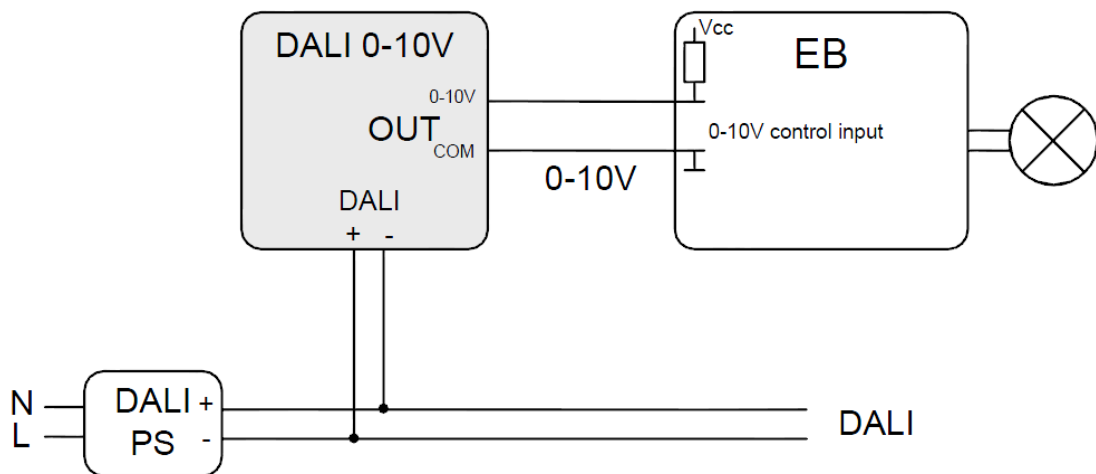 DALI 0-10V
0-10V
OUT
COM
DALI
+ -
0-10V
Vcc
EB
0-10V control input
N
L
DALI +
PS -
DALI